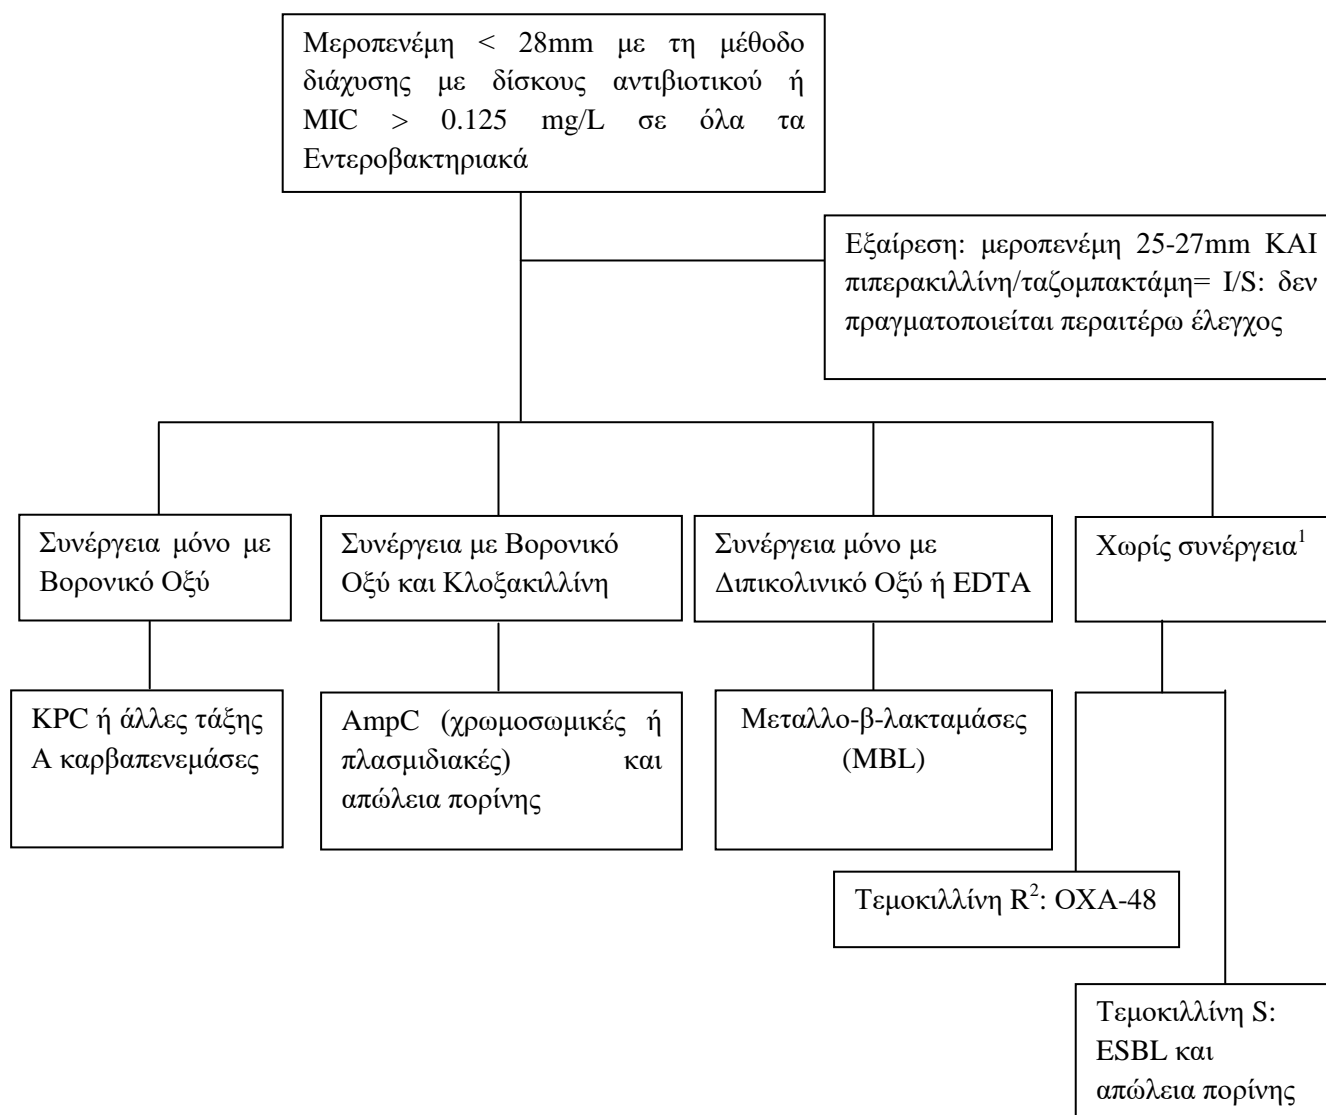 Μεροπενέμη < 28mm με τη μέθοδο
διάχυσης με δίσκους αντιβιοτικού ή
MIC > 0.125 mg/L σε όλα τα
Εντεροβακτηριακά
Εξαίρεση: μεροπενέμη 25-27mm ΚΑΙ
πιπερακιλλίνη/ταζομπακτάμη= I/S: δεν
πραγματοποιείται περαιτέρω έλεγχος
Συνέργεια μόνο με
Βορονικό Οξύ
Συνέργεια με Βορονικό
Οξύ και Κλοξακιλλίνη
Συνέργεια μόνο με
Διπικολινικό Οξύ ή EDTA
Χωρίς συνέργεια¹
KPC ή άλλες τάξης
Α καρβαπενεμάσες
AmpC (χρωμοσωμικές ή
πλασμιδιακές) και
απώλεια πορίνης
Μεταλλο-β-λακταμάσες
(MBL)
Τεμοκιλλίνη R²: OXA-48
Τεμοκιλλίνη S:
ESBL και
απώλεια πορίνης